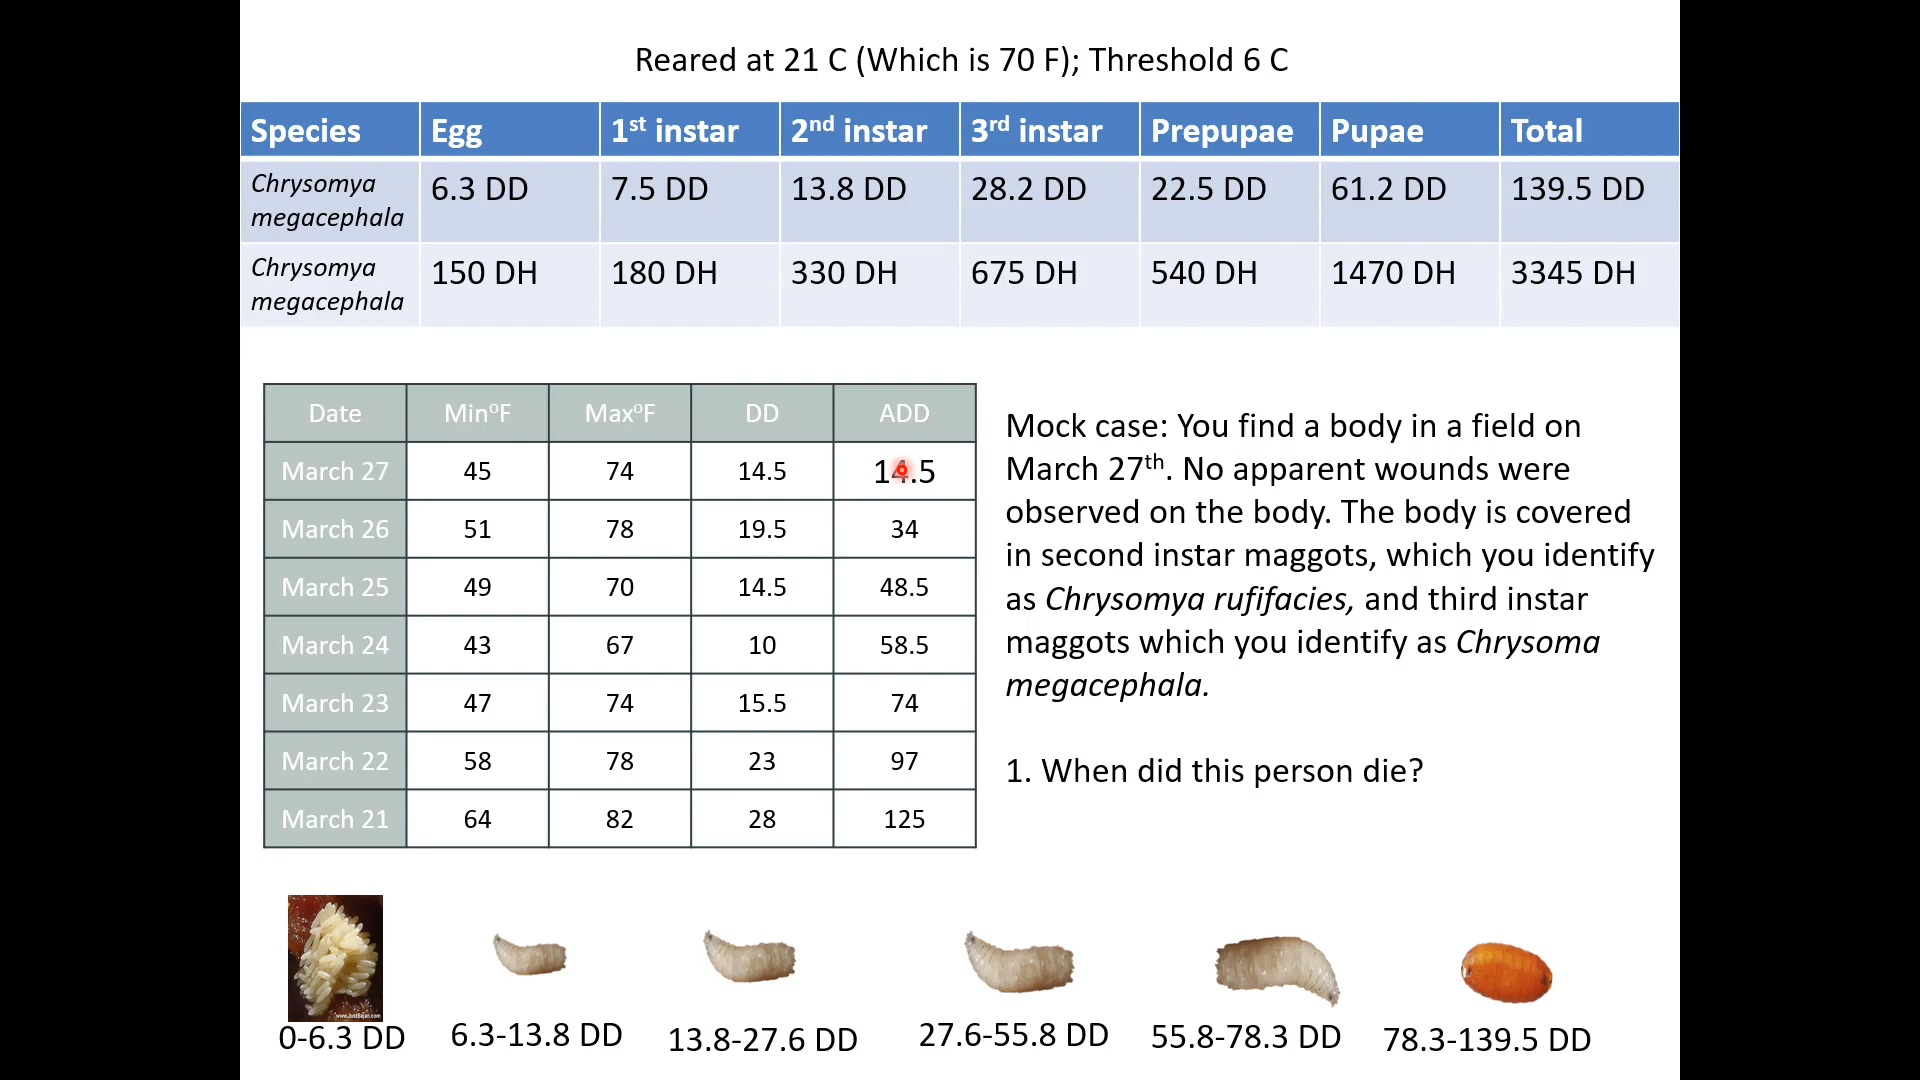 Reared at 21 C (Which is 70 F); Threshold 6 C
Species Egg 1st instar 2nd instar 3rd instar Prepupae Pupae Total
Chrysomya megacephala 6.3 DD 7.5 DD 13.8 DD 28.2 DD 22.5 DD 61.2 DD 139.5 DD
Chrysomya megacephala 150 DH 180 DH 330 DH 675 DH 540 DH 1470 DH 3345 DH
Date MinºF MaxºF DD ADD
March 27 45 74 14.5 14.5
March 26 51 78 19.5 34
March 25 49 70 14.5 48.5
March 24 43 67 10 58.5
March 23 47 74 15.5 74
March 22 58 78 23 97
March 21 64 82 28 125
Mock case: You find a body in a field on
March 27th. No apparent wounds were
observed on the body. The body is covered
in second instar maggots, which you identify
as Chrysomya rufifacies, and third instar
maggots which you identify as Chrysoma
megacephala.
1. When did this person die?
www.JustBajan.com
0-6.3 DD 6.3-13.8 DD 13.8-27.6 DD 27.6-55.8 DD 55.8-78.3 DD 78.3-139.5 DD